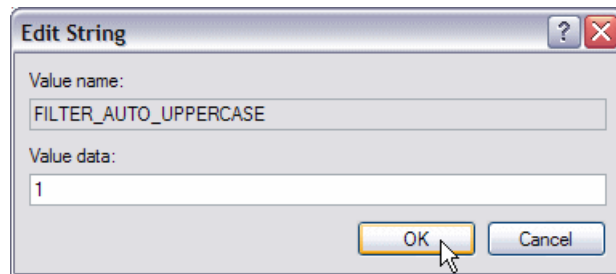 Edit String
Value name:
FILTER_AUTO_UPPERCASE
Value data:
1
OK Cancel